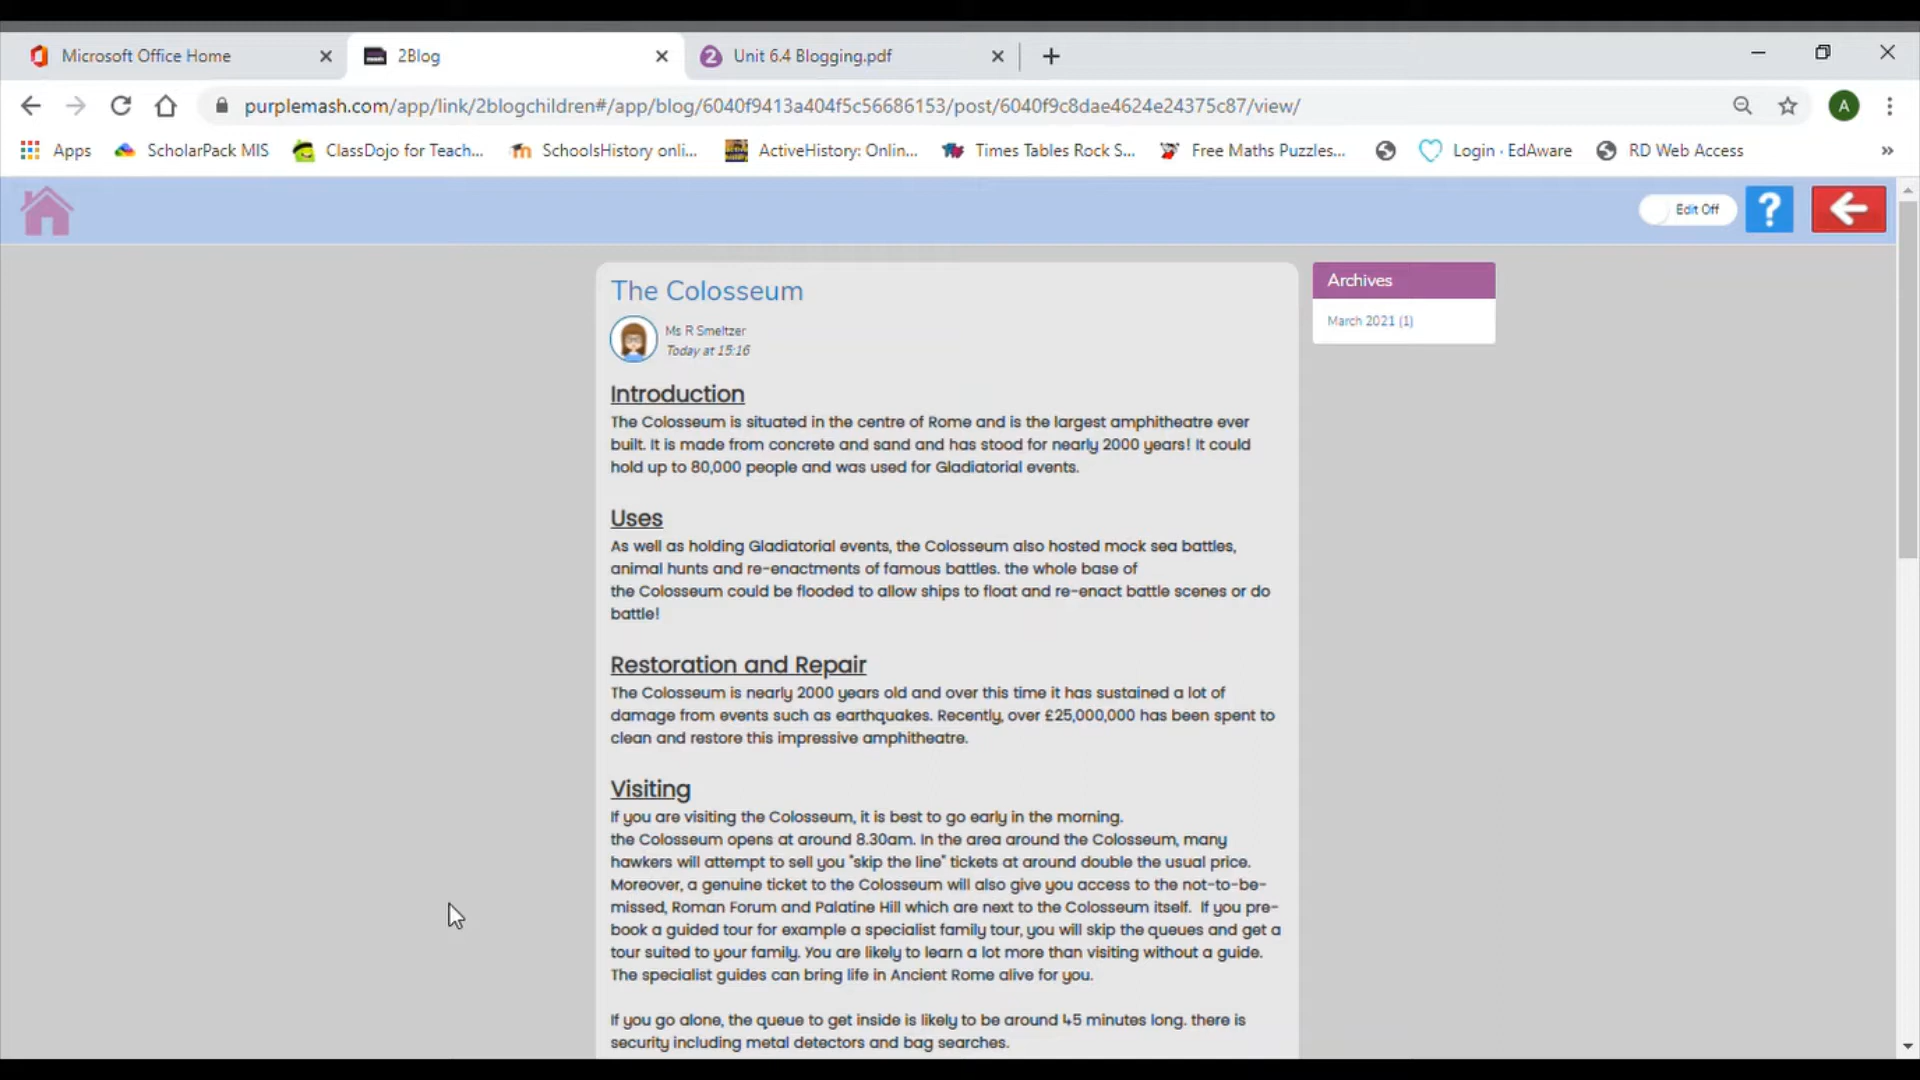 Microsoft Office Home
2Blog
Unit 6.4 Blogging.pdf
purplemash.com/app/link/2blogchildren#/app/blog/6040f9413a404f5c56686153/post/6040f9c8dae4624e24375c87/view/
A
Apps
ScholarPack MIS
ClassDojo for Teach...
SchoolsHistory onli...
ActiveHistory: Onlin...
Times Tables Rock S...
Free Maths Puzzles...
Login · EdAware
RD Web Access
Edit Off
?
The Colosseum
Ms R Smeltzer
Today at 15:16
Archives
March 2021 (1)
Introduction
The Colosseum is situated in the centre of Rome and is the largest amphitheatre ever
built. It is made from concrete and sand and has stood for nearly 2000 years! It could
hold up to 80,000 people and was used for Gladiatorial events.
Uses
As well as holding Gladiatorial events, the Colosseum also hosted mock sea battles,
animal hunts and re-enactments of famous battles. the whole base of
the Colosseum could be flooded to allow ships to float and re-enact battle scenes or do
battle!
Restoration and Repair
The Colosseum is nearly 2000 years old and over this time it has sustained a lot of
damage from events such as earthquakes. Recently, over £25,000,000 has been spent to
clean and restore this impressive amphitheatre.
Visiting
If you are visiting the Colosseum, it is best to go early in the morning.
the Colosseum opens at around 8.30am. In the area around the Colosseum, many
hawkers will attempt to sell you "skip the line" tickets at around double the usual price.
Moreover, a genuine ticket to the Colosseum will also give you access to the not-to-be-
missed, Roman Forum and Palatine Hill which are next to the Colosseum itself. If you pre-
book a guided tour for example a specialist family tour, you will skip the queues and get a
tour suited to your family. You are likely to learn a lot more than visiting without a guide.
The specialist guides can bring life in Ancient Rome alive for you.
If you go alone, the queue to get inside is likely to be around 45 minutes long. there is
security including metal detectors and bag searches.